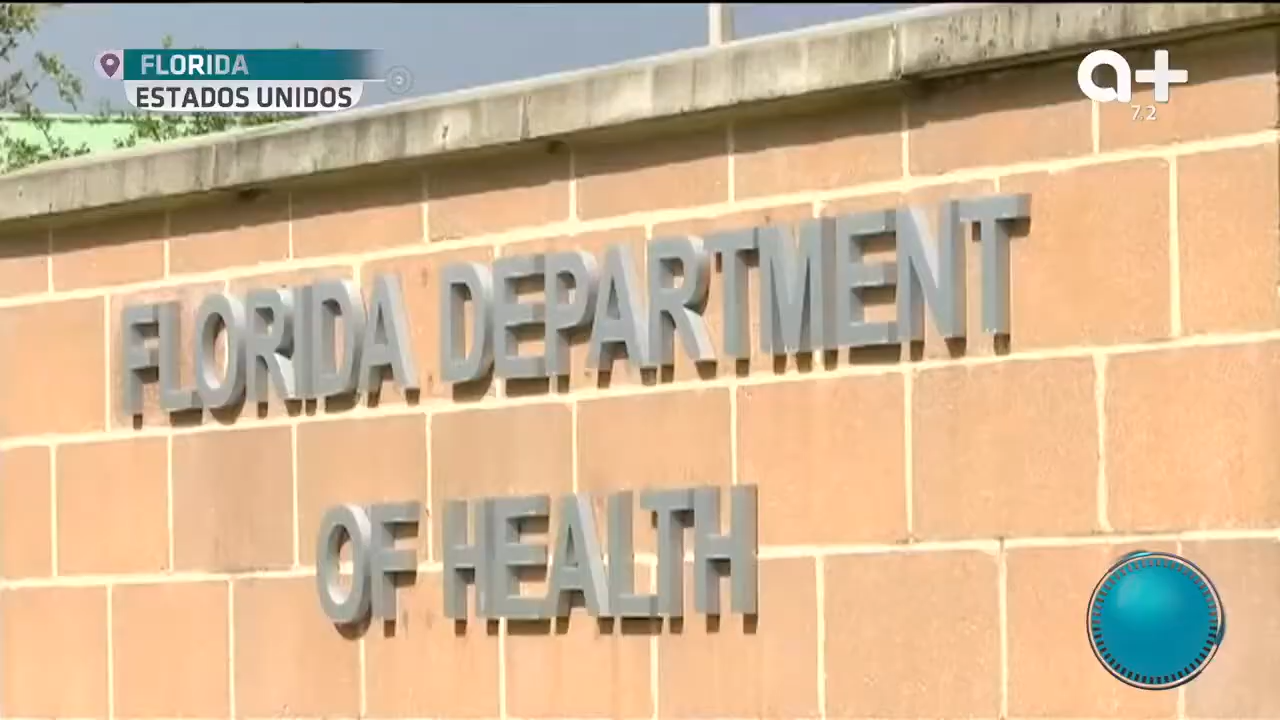 FLORIDA
ESTADOS UNIDOS
a+
7.2
FLORIDA DEPARTMENT
OF HEALTH